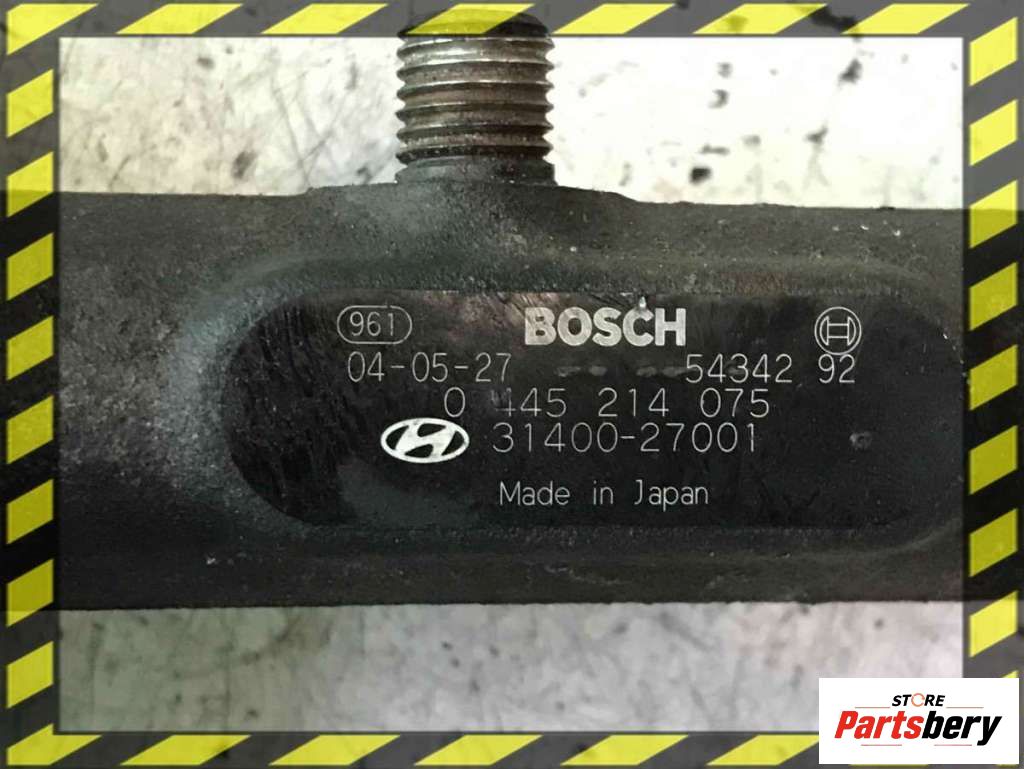 961 BOSCH
04-05-27 54342 92
0 445 214 075
31400-27001
Made in Japan
STORE
Partsbery